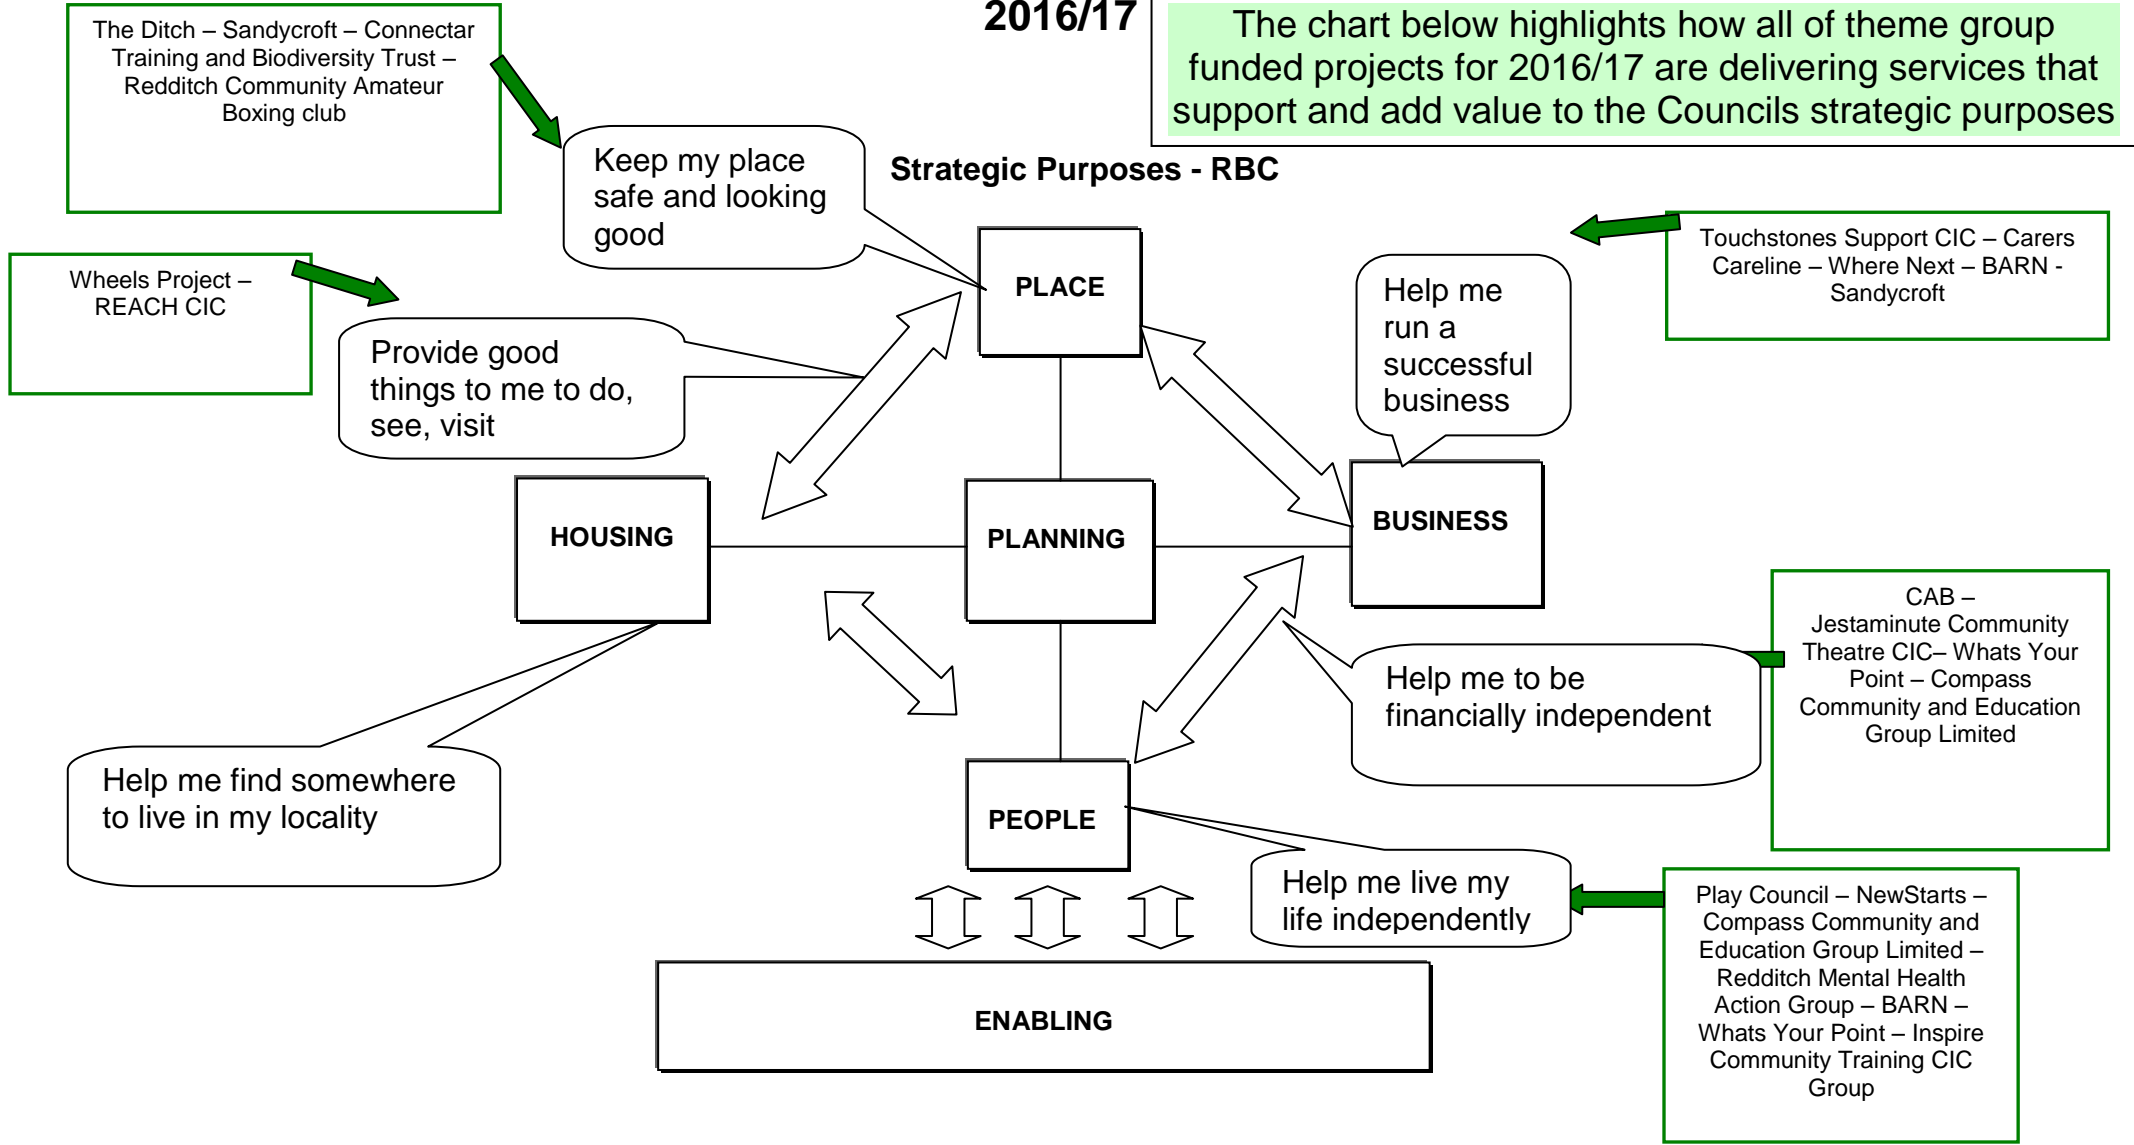 2016/17
The chart below highlights how all of theme group
funded projects for 2016/17 are delivering services that
support and add value to the Councils strategic purposes
The Ditch – Sandycroft – Connectar
Training and Biodiversity Trust –
Redditch Community Amateur
Boxing club
Keep my place
safe and looking
good
Strategic Purposes - RBC
Wheels Project –
REACH CIC
Provide good
things to me to do,
see, visit
PLACE
Help me
run a
successful
business
Touchstones Support CIC – Carers
Careline – Where Next – BARN -
Sandycroft
HOUSING
PLANNING
BUSINESS
CAB –
Jestaminute Community
Theatre CIC– Whats Your
Point – Compass
Community and Education
Group Limited
Help me to be
financially independent
Help me find somewhere
to live in my locality
PEOPLE
Help me live my
life independently
Play Council – NewStarts –
Compass Community and
Education Group Limited –
Redditch Mental Health
Action Group – BARN –
Whats Your Point – Inspire
Community Training CIC
Group
ENABLING